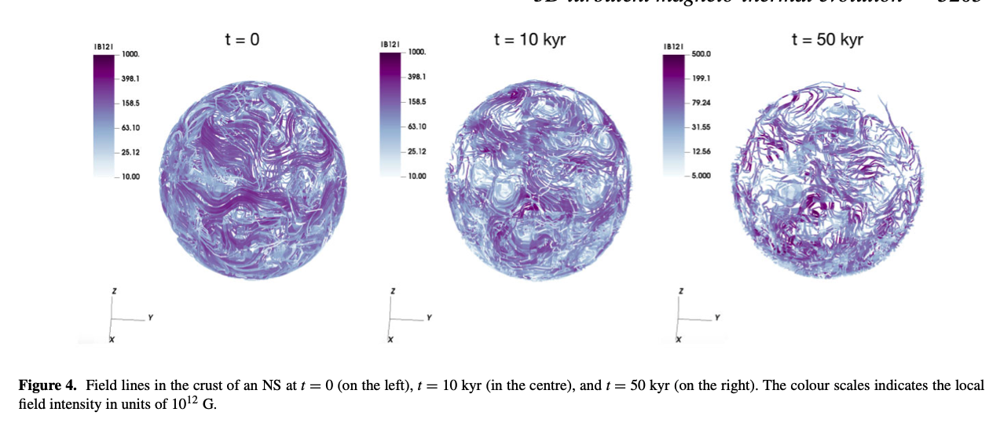 t = 0
t = 10 kyr
t = 50 kyr
|B12|
1000.
398.1
158.5
63.10
25.12
10.00
|B12|
1000.
398.1
158.5
63.10
25.12
10.00
|B12|
500.0
199.1
79.24
31.55
12.56
5.000
Z
Y
X
Z
Y
X
Z
Y
X
Figure 4. Field lines in the crust of an NS at t = 0 (on the left), t = 10 kyr (in the centre), and t = 50 kyr (on the right). The colour scales indicates the local
field intensity in units of 10¹² G.